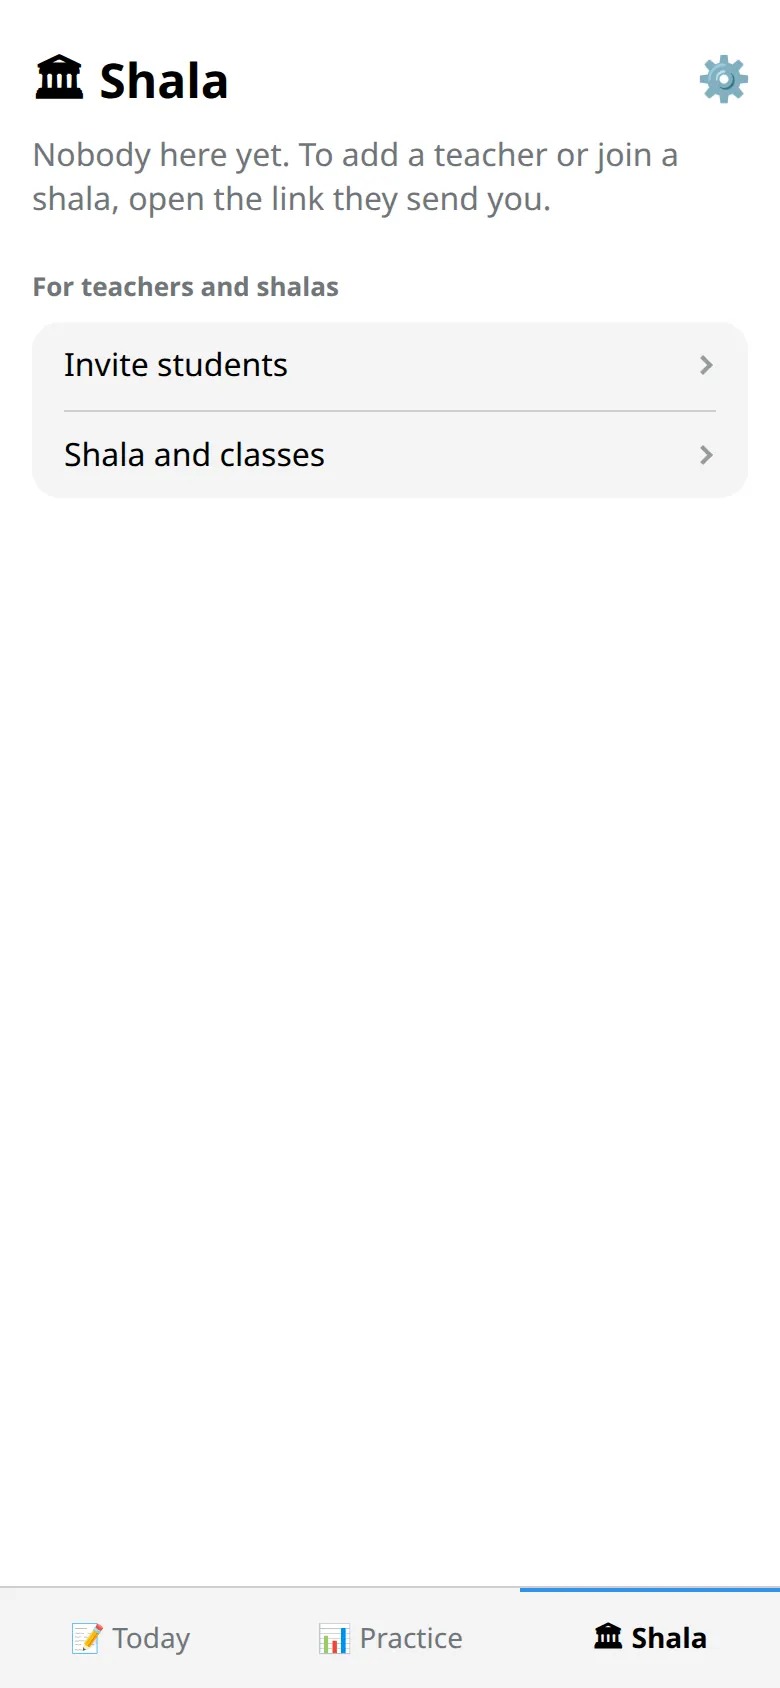 🏛 Shala
Nobody here yet. To add a teacher or join a
shala, open the link they send you.
For teachers and shalas
Invite students
Shala and classes
📝 Today
📊 Practice
🏛 Shala